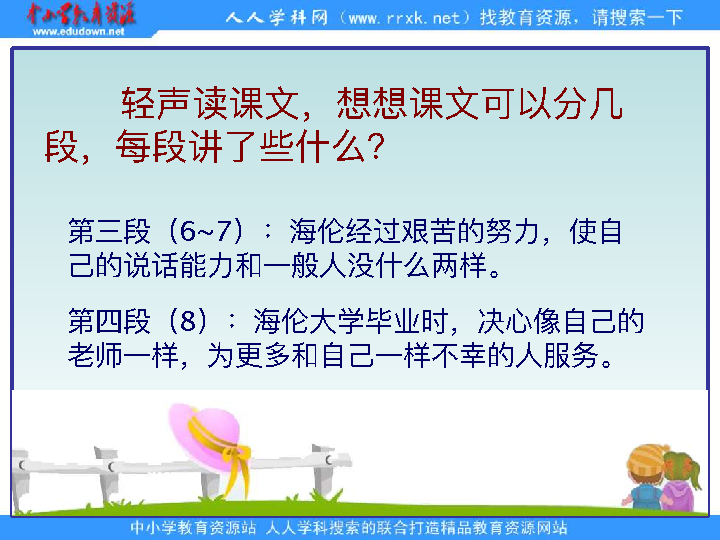 中小学教育资源
www.edudown.net
人人学科网（www.rrxk.net）找教育资源，请搜索一下
轻声读课文，想想课文可以分几
段，每段讲了些什么？
第三段（6~7）：海伦经过艰苦的努力，使自
己的说话能力和一般人没什么两样。
第四段（8）：海伦大学毕业时，决心像自己的
老师一样，为更多和自己一样不幸的人服务。
中小学教育资源站 人人学科搜索的联合打造精品教育资源网站